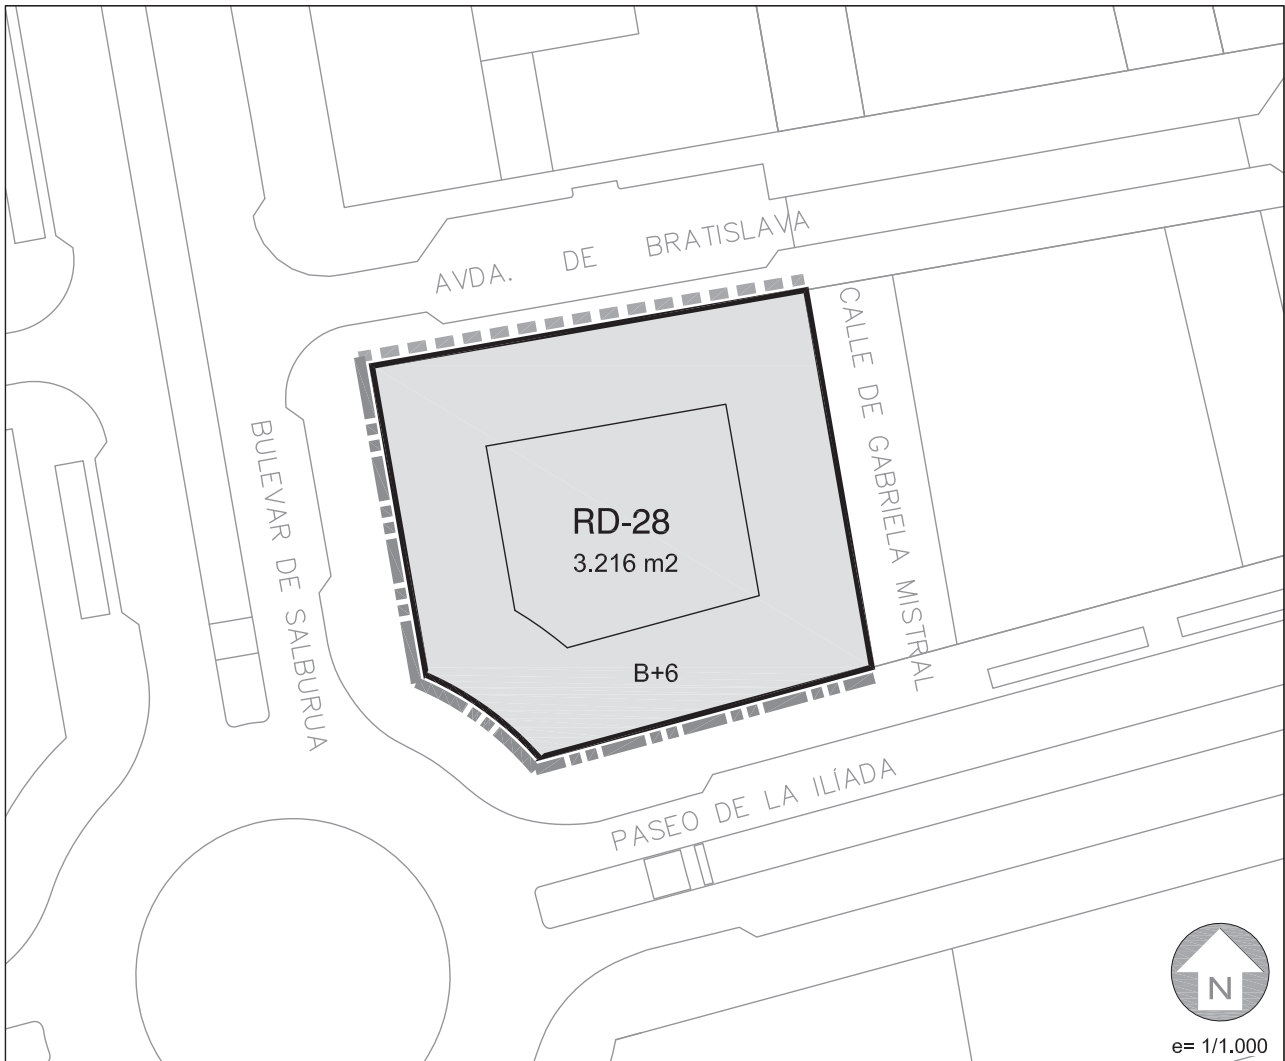 AVDA. DE BRATISLAVA
CALLE DE GABRIELA MISTRAL
BULEVAR DE SALBURUA
RD-28
3.216 m2
B+6
PASEO DE LA ILÍADA
N
e= 1/1.000